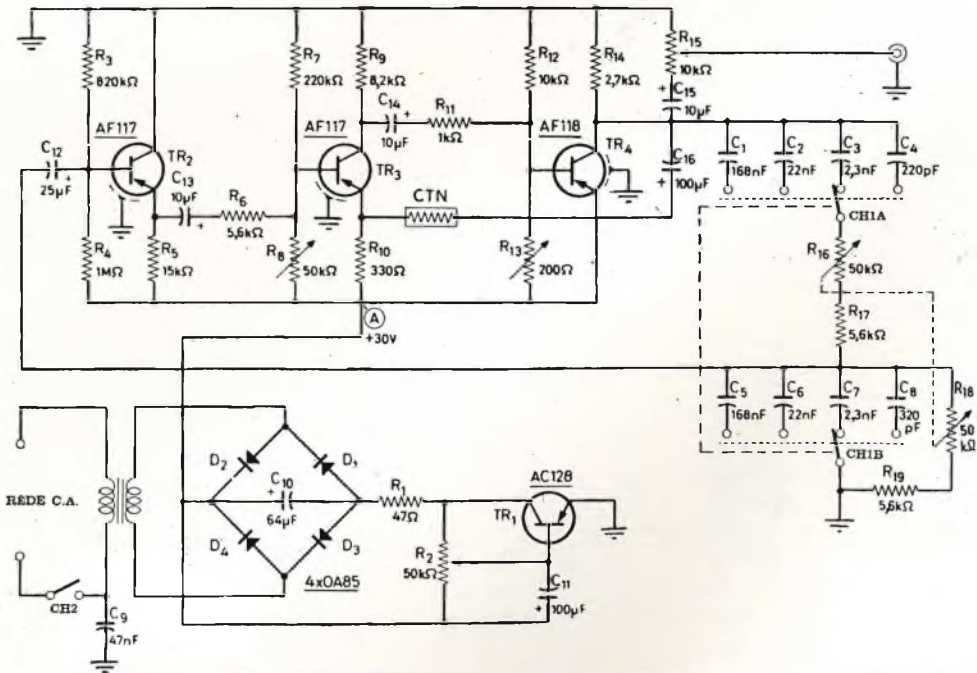 R3
820kΩ
R7
220kΩ
R9
8,2kΩ
R12
10kΩ
R14
2,7kΩ
R15
10kΩ
C15
+
10μF
C14
+
10μF
R11
1kΩ
AF117
TR2
AF117
TR3
AF118
TR4
C12
+
25μF
C13
10μF
+
R6
5,6kΩ
CTN
C16
+
100μF
C1
168nF
C2
22nF
C3
2,3nF
C4
220pF
CH1A
R4
1MΩ
R5
15kΩ
R8
50kΩ
R10
330Ω
R13
200Ω
R16
50kΩ
A
+30V
R17
5,6kΩ
C5
168nF
C6
22nF
C7
2,3nF
C8
320
pF
R18
50
kΩ
CH1B
R19
5,6kΩ
RÊDE C.A.
D2
D1
C10
+
64μF
D4
D3
4xOA85
R1
47Ω
AC128
TR1
R2
50kΩ
C11
+
100μF
CH2
C9
47nF